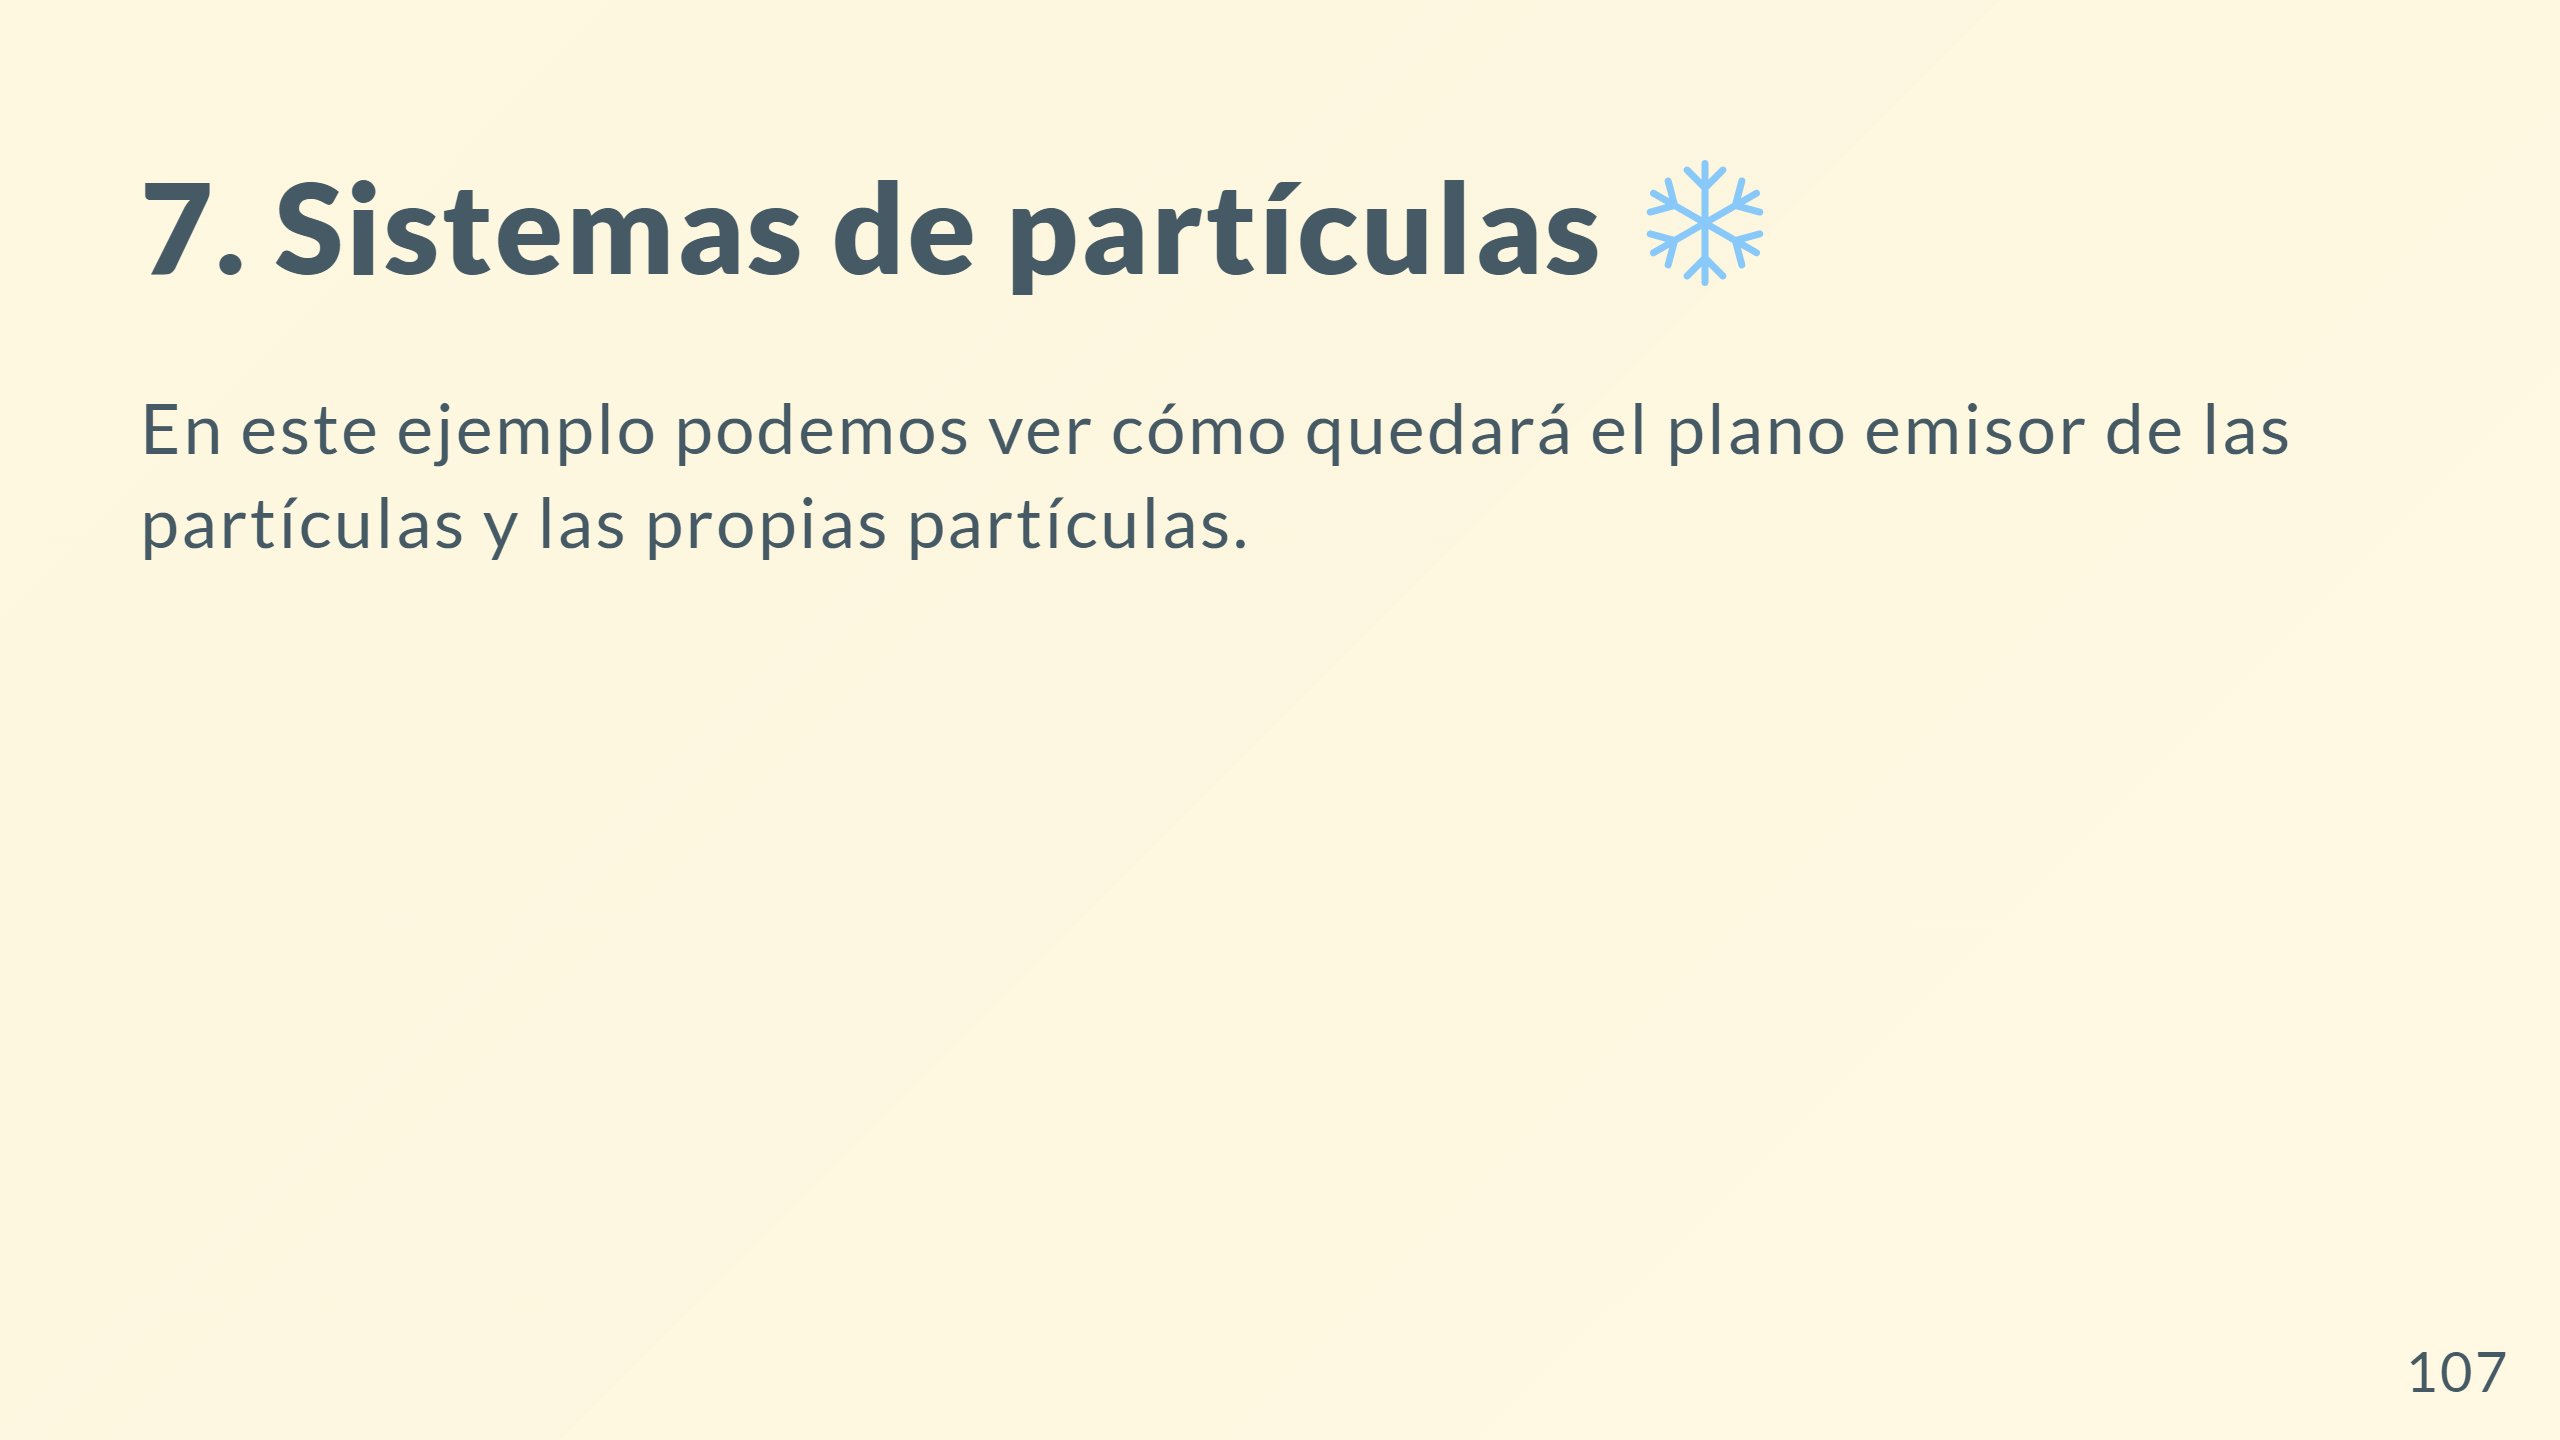 7. Sistemas de partículas ❄
En este ejemplo podemos ver cómo quedará el plano emisor de las
partículas y las propias partículas.
107